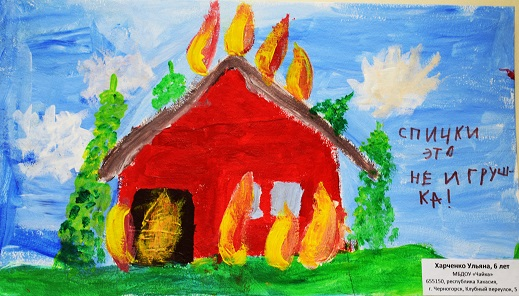 СПИЧКИ
ЭТО
НЕ ИГРУШ-
КА!
Харченко Ульяна, 6 лет
МБДОУ «Чайка»
655150, республика Хакасия,
г. Черногорск, Клубный переулок, 5